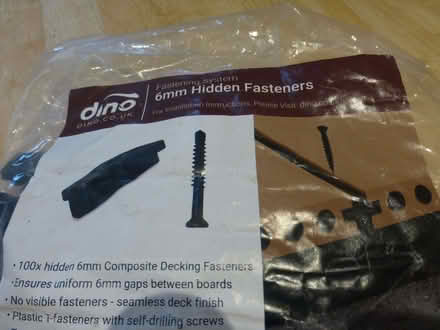 dino
DINO.CO.UK
Fastening System
6mm Hidden Fasteners
For Installation Instructions, Please Visit:
• 100x hidden 6mm Composite Decking Fasteners
• Ensures uniform 6mm gaps between boards
• No visible fasteners - seamless deck finish
• Plastic T-fasteners with self-drilling screws